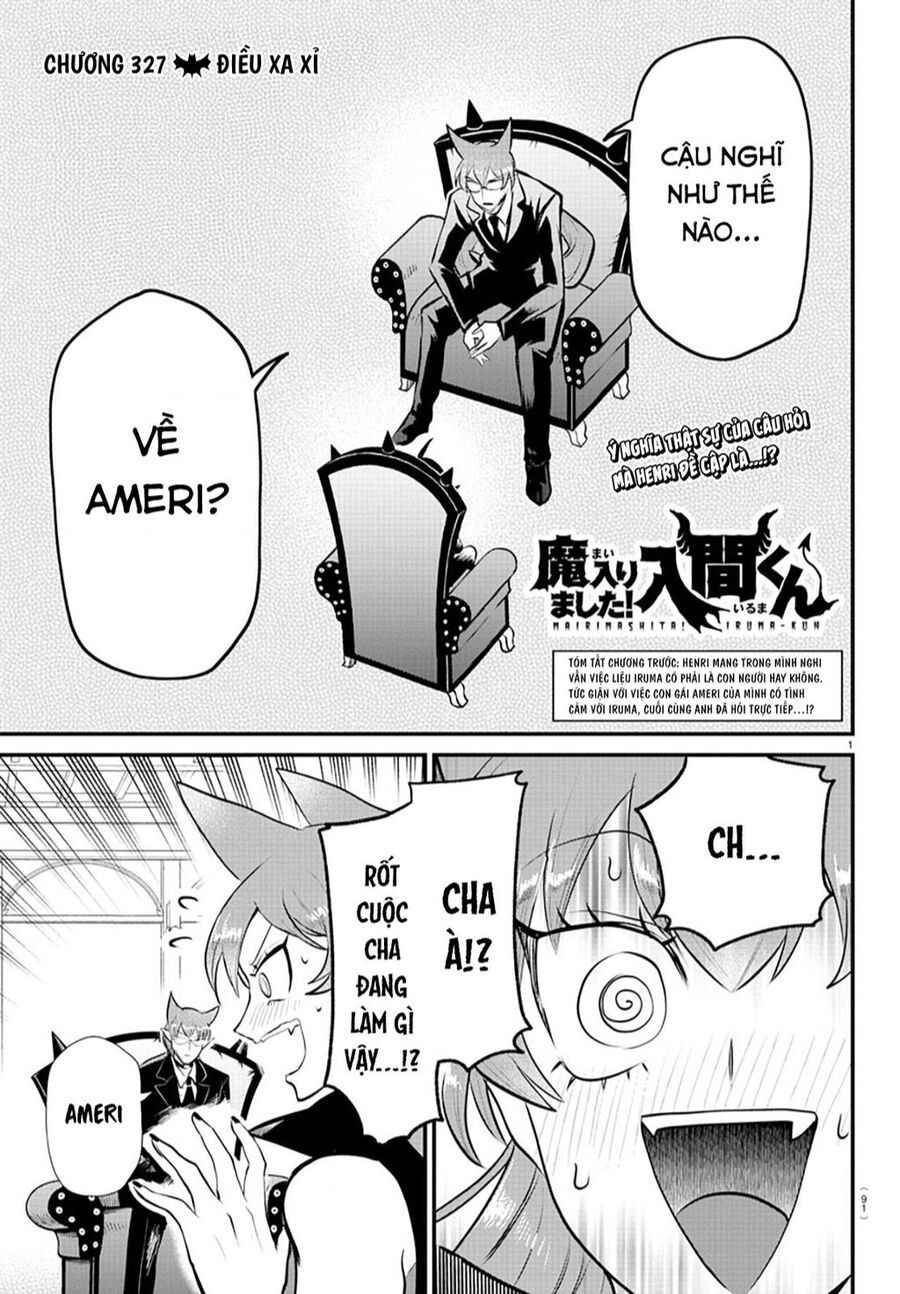 CHƯƠNG 327 ĐIỀU XA XỈ
CẬU NGHĨ
NHƯ THẾ
NÀO...
VỀ
AMERI?
Ý NGHĨA THẬT SỰ CỦA CÂU HỎI
MÀ HENRI ĐỀ CẬP LÀ...!?
魔入り
まい
ました!
入間くん
いるま
MAIRIMASHITA! IRUMA-KUN
TÓM TẮT CHƯƠNG TRƯỚC: HENRI MANG TRONG MÌNH NGHI
VẤN VIỆC LIỆU IRUMA CÓ PHẢI LÀ CON NGƯỜI HAY KHÔNG.
TỨC GIẬN VỚI VIỆC CON GÁI AMERI CỦA MÌNH CÓ TÌNH
CẢM VỚI IRUMA, CUỐI CÙNG ANH ĐÃ HỎI TRỰC TIẾP...!?
1
CH...
CHA
À!?
RỐT
CUỘC
CHA
ĐANG
LÀM GÌ
VẬY...!?
AMERI
(91)